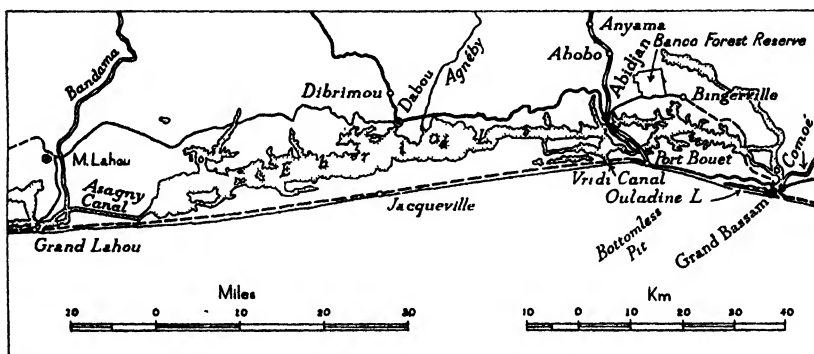 Anyama
Abobo
Abidjan
Banco Forest Reserve
Bandama
Agnéby
Dibrimou
Dabou
Bingerville
Comoé
M. Lahou
Port Bouet
Asagny
Canal
Vridi Canal
Ouladine L
Jacqueville
Grand Lahou
Bottomless
Pit
Grand Bassam
Miles
Km
10 0 10 20 30
10 0 10 20 30 40